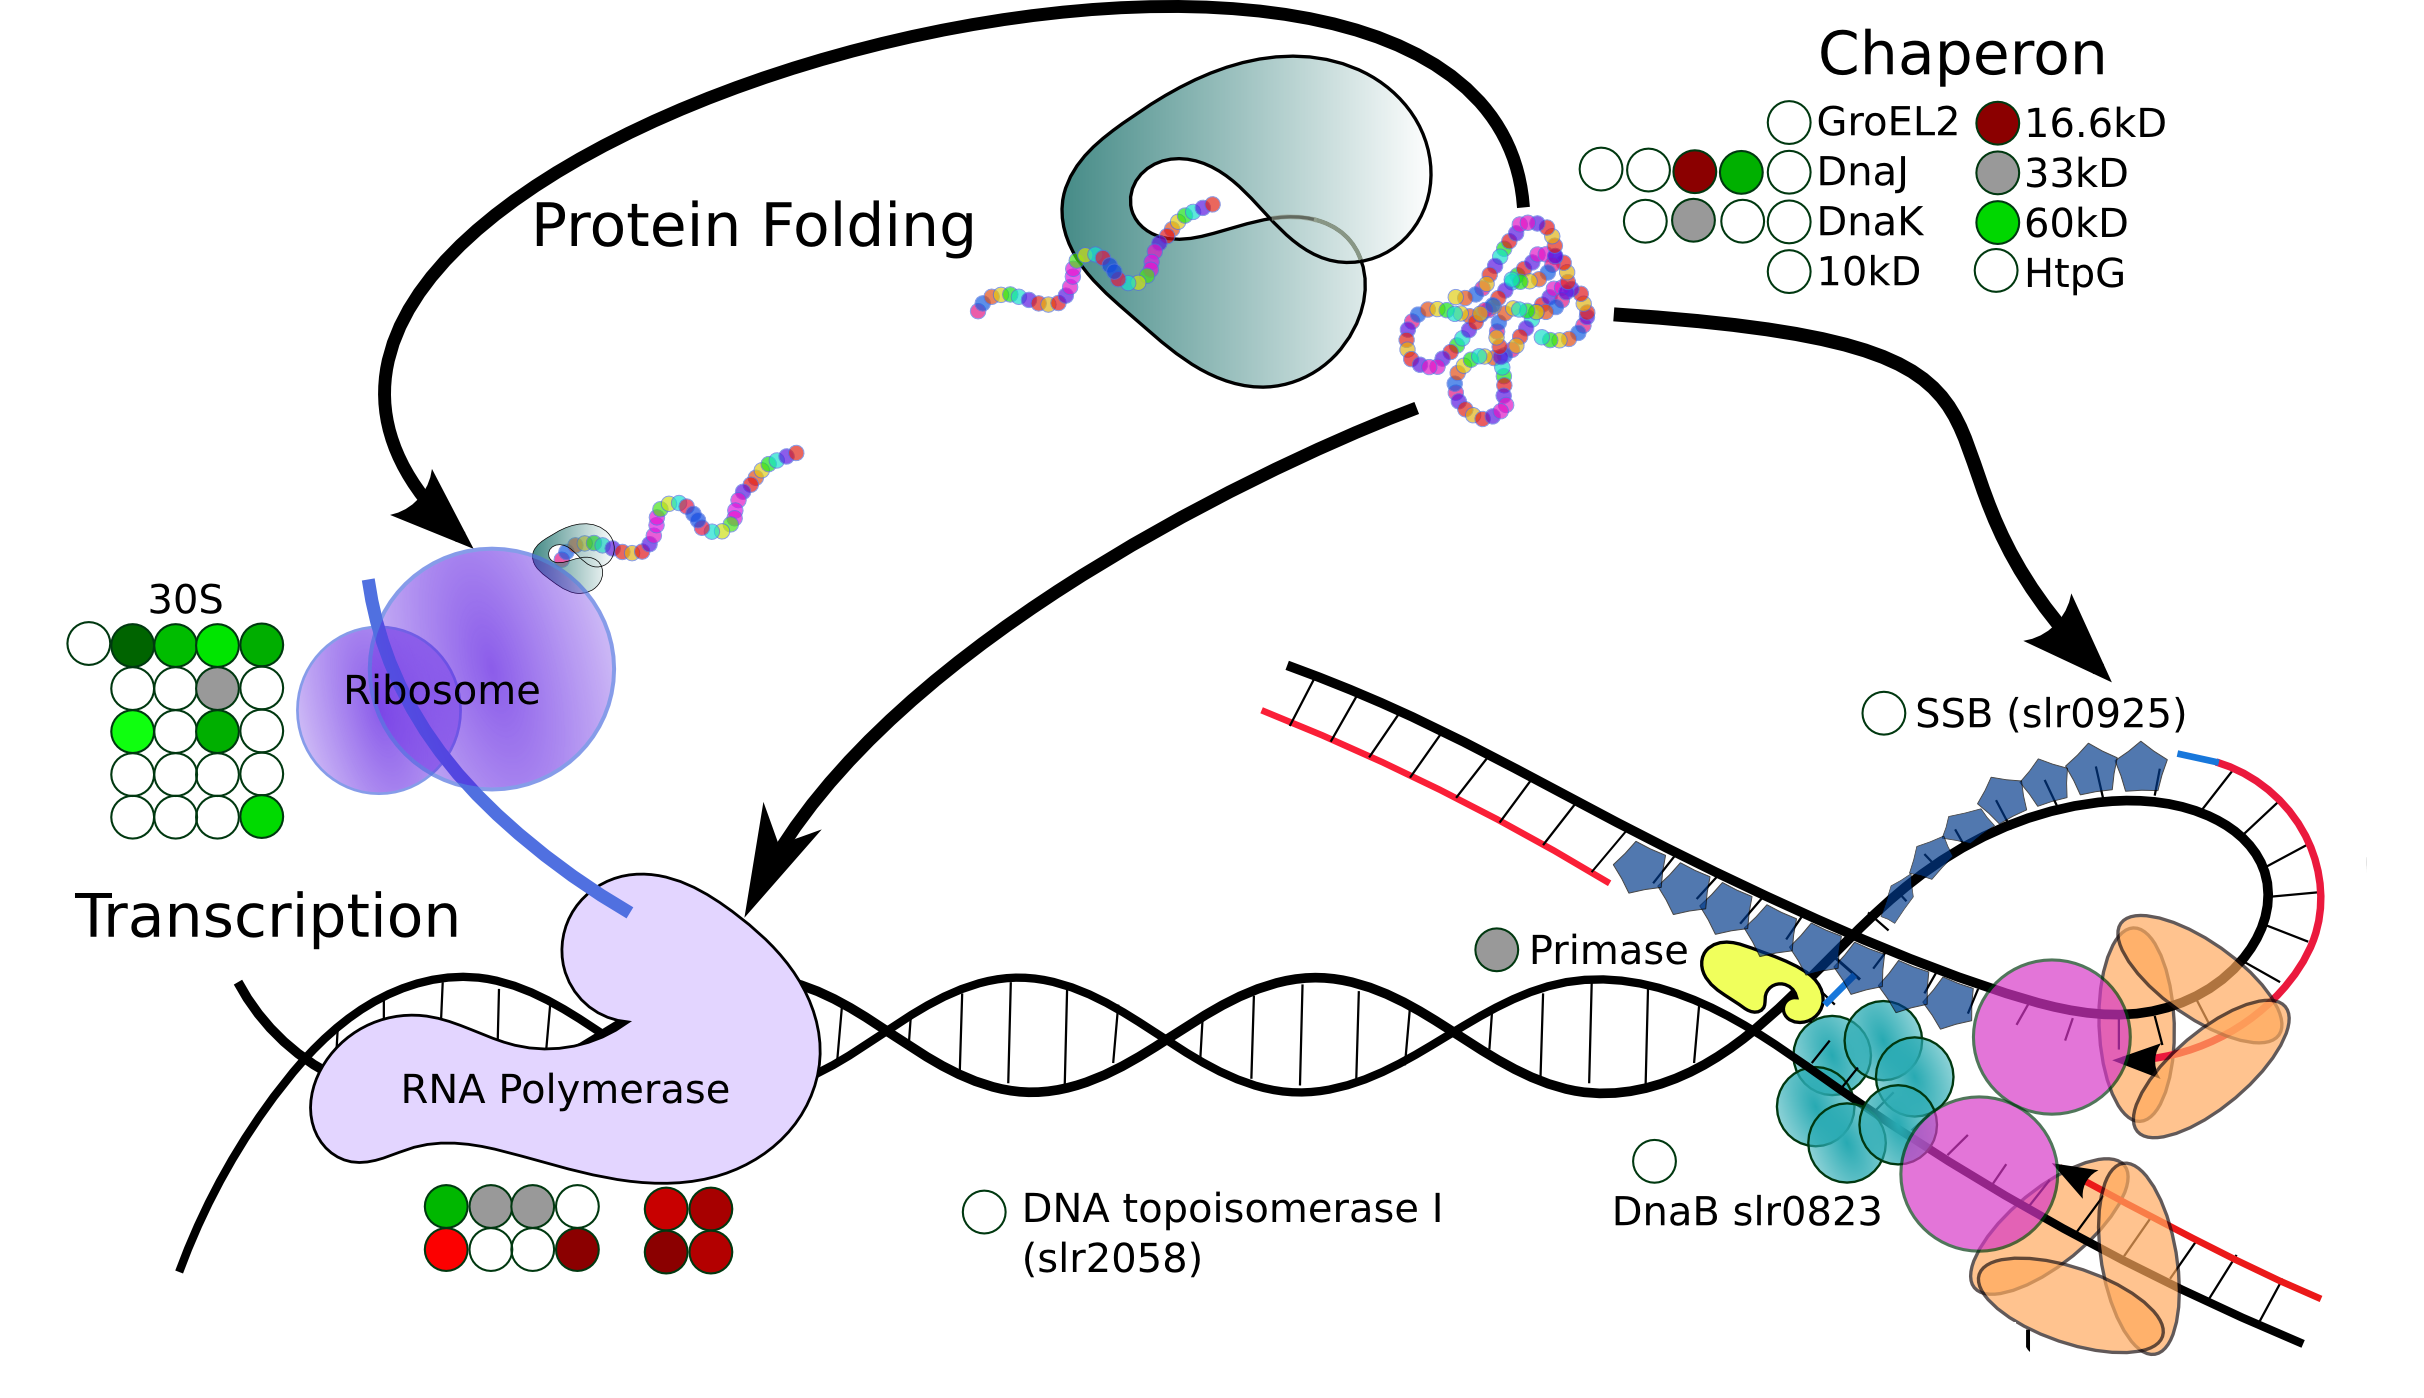 Chaperon
GroEL2 16.6kD
DnaJ 33kD
DnaK 60kD
10kD HtpG
Protein Folding
30S
Ribosome
SSB (slr0925)
Transcription
Primase
RNA Polymerase
DNA topoisomerase I
(slr2058)
DnaB slr0823